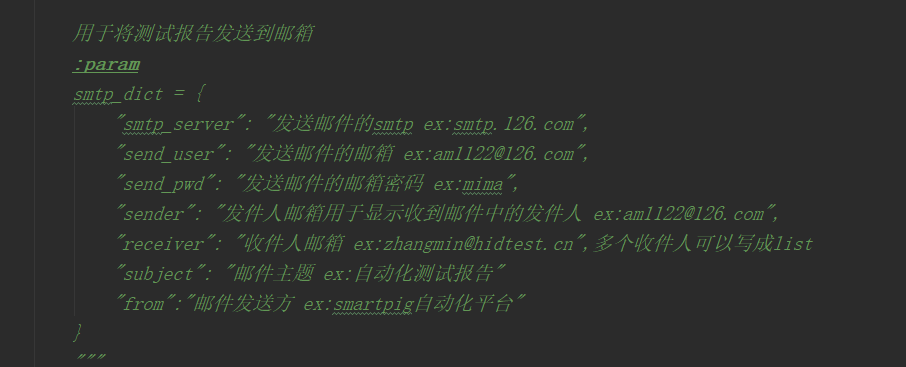 用于将测试报告发送到邮箱
:param
smtp_dict = {
"smtp_server": "发送邮件的smtp ex:smtp.126.com",
"send_user": "发送邮件的邮箱 ex:am1122@126.com",
"send_pwd": "发送邮件的邮箱密码 ex:mima",
"sender": "发件人邮箱用于显示收到邮件中的发件人 ex:am1122@126.com",
"receiver": "收件人邮箱 ex:zhangmin@hidtest.cn",多个收件人可以写成list
"subject": "邮件主题 ex:自动化测试报告"
"from":"邮件发送方 ex:smartpig自动化平台"
}
"""